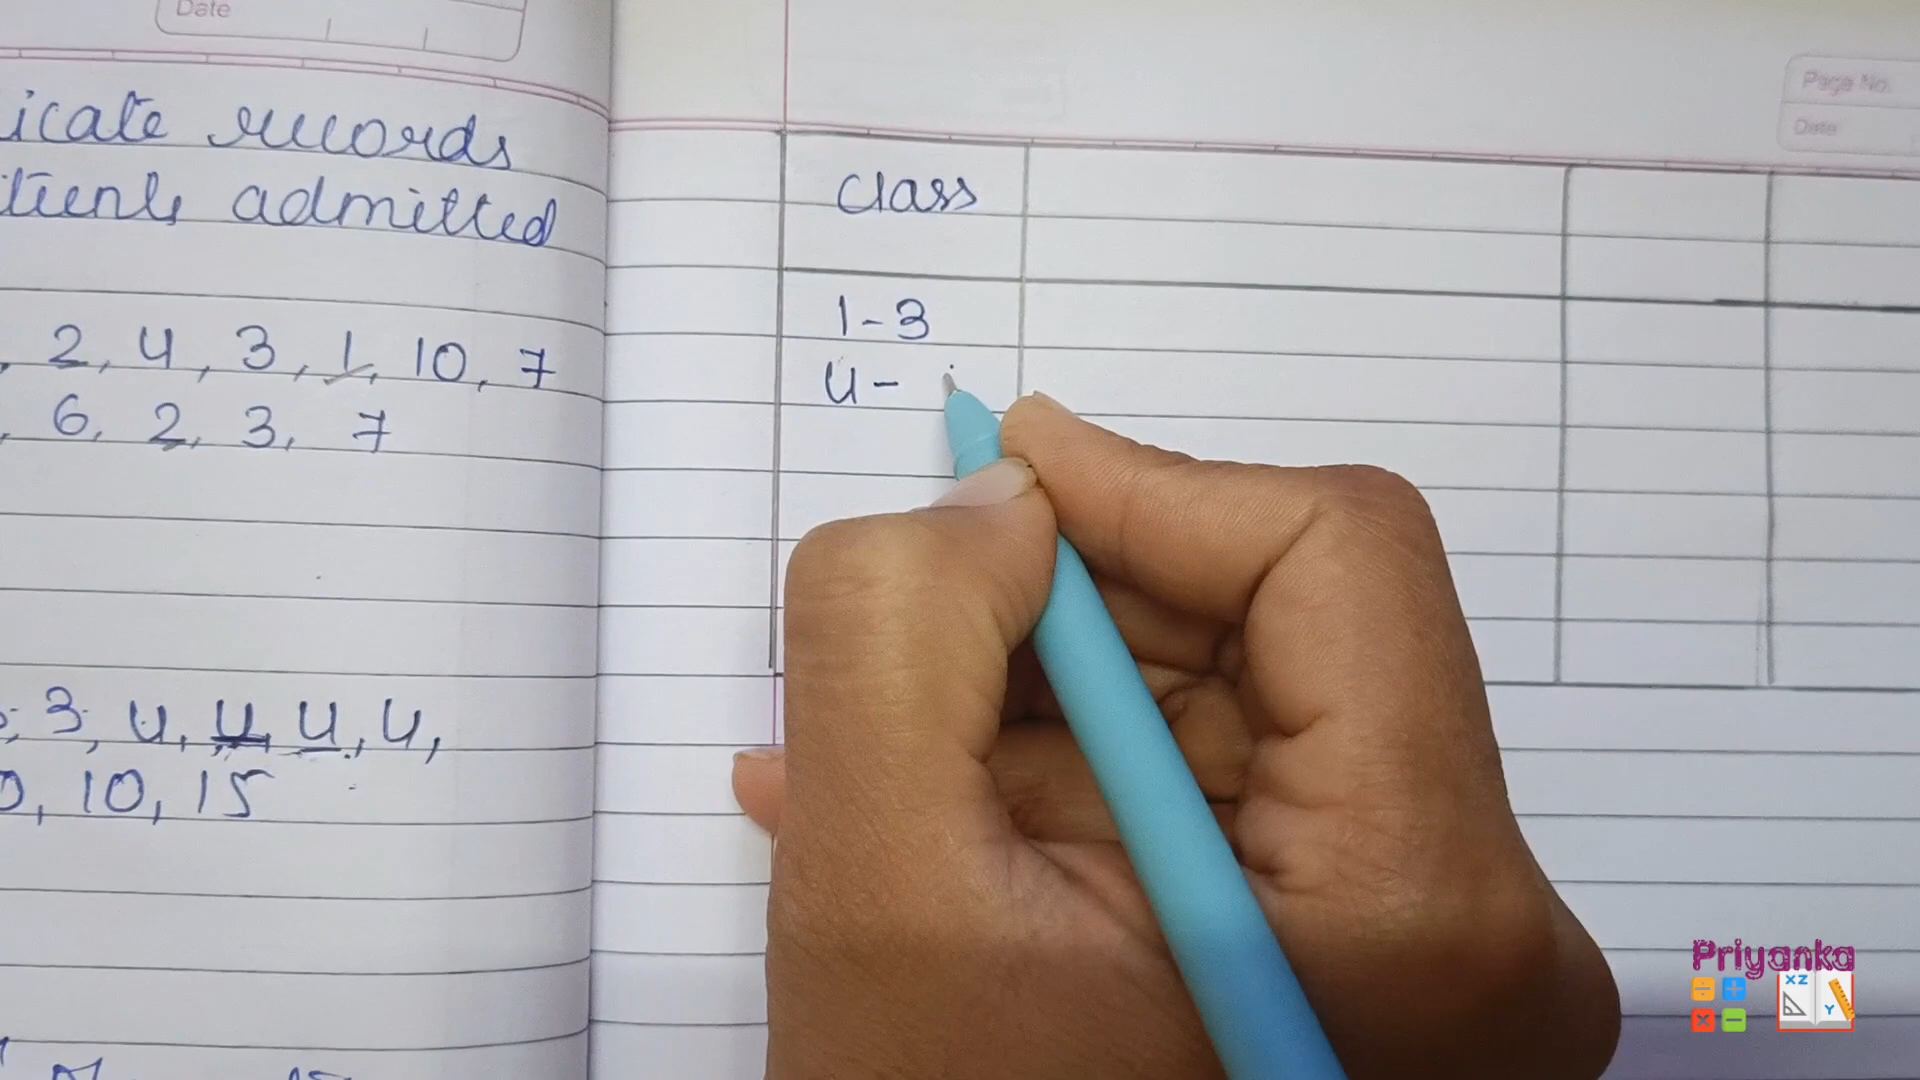 Date
icate records
tients admitted
, 2, 4, 3, 1, 10, 7
, 6, 2, 3, 7
, 3, 4, 4, 4, 4,
0, 10, 15
Page No.
Date
Class
1-3
4-
Priyanka
XZ
Y